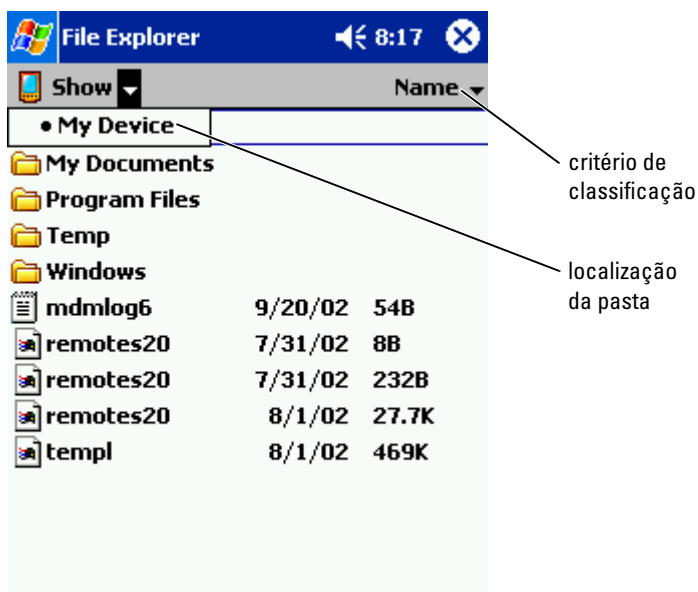 File Explorer 8:17
Show Name
• My Device
My Documents
Program Files
Temp
Windows
mdmlog6 9/20/02 54B
remotes20 7/31/02 8B
remotes20 7/31/02 232B
remotes20 8/1/02 27.7K
templ 8/1/02 469K
critério de
classificação
localização
da pasta